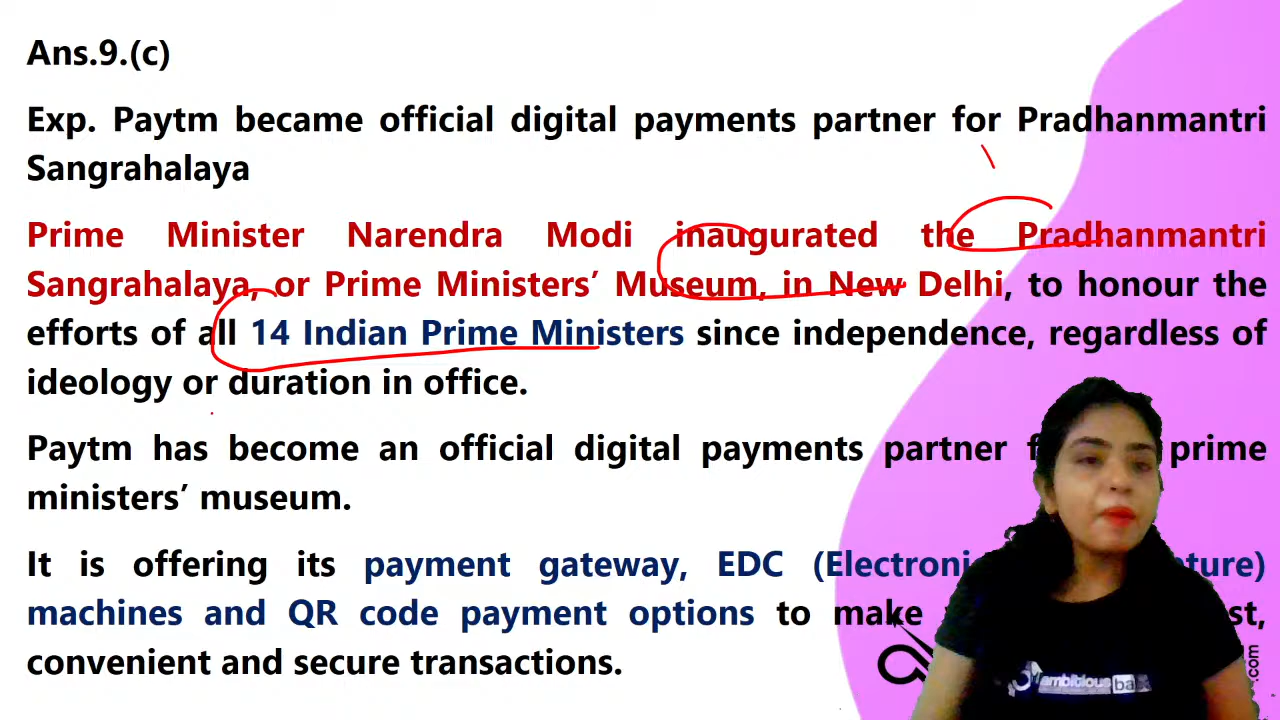 Ans.9.(c)
Exp. Paytm became official digital payments partner for Pradhanmantri
Sangrahalaya
Prime Minister Narendra Modi inaugurated the Pradhanmantri
Sangrahalaya, or Prime Ministers’ Museum, in New Delhi, to honour the
efforts of all 14 Indian Prime Ministers since independence, regardless of
ideology or duration in office.
Paytm has become an official digital payments partner prime
ministers’ museum.
It is offering its payment gateway, EDC
machines and QR code payment options to make
convenient and secure transactions.
ambitious
.com